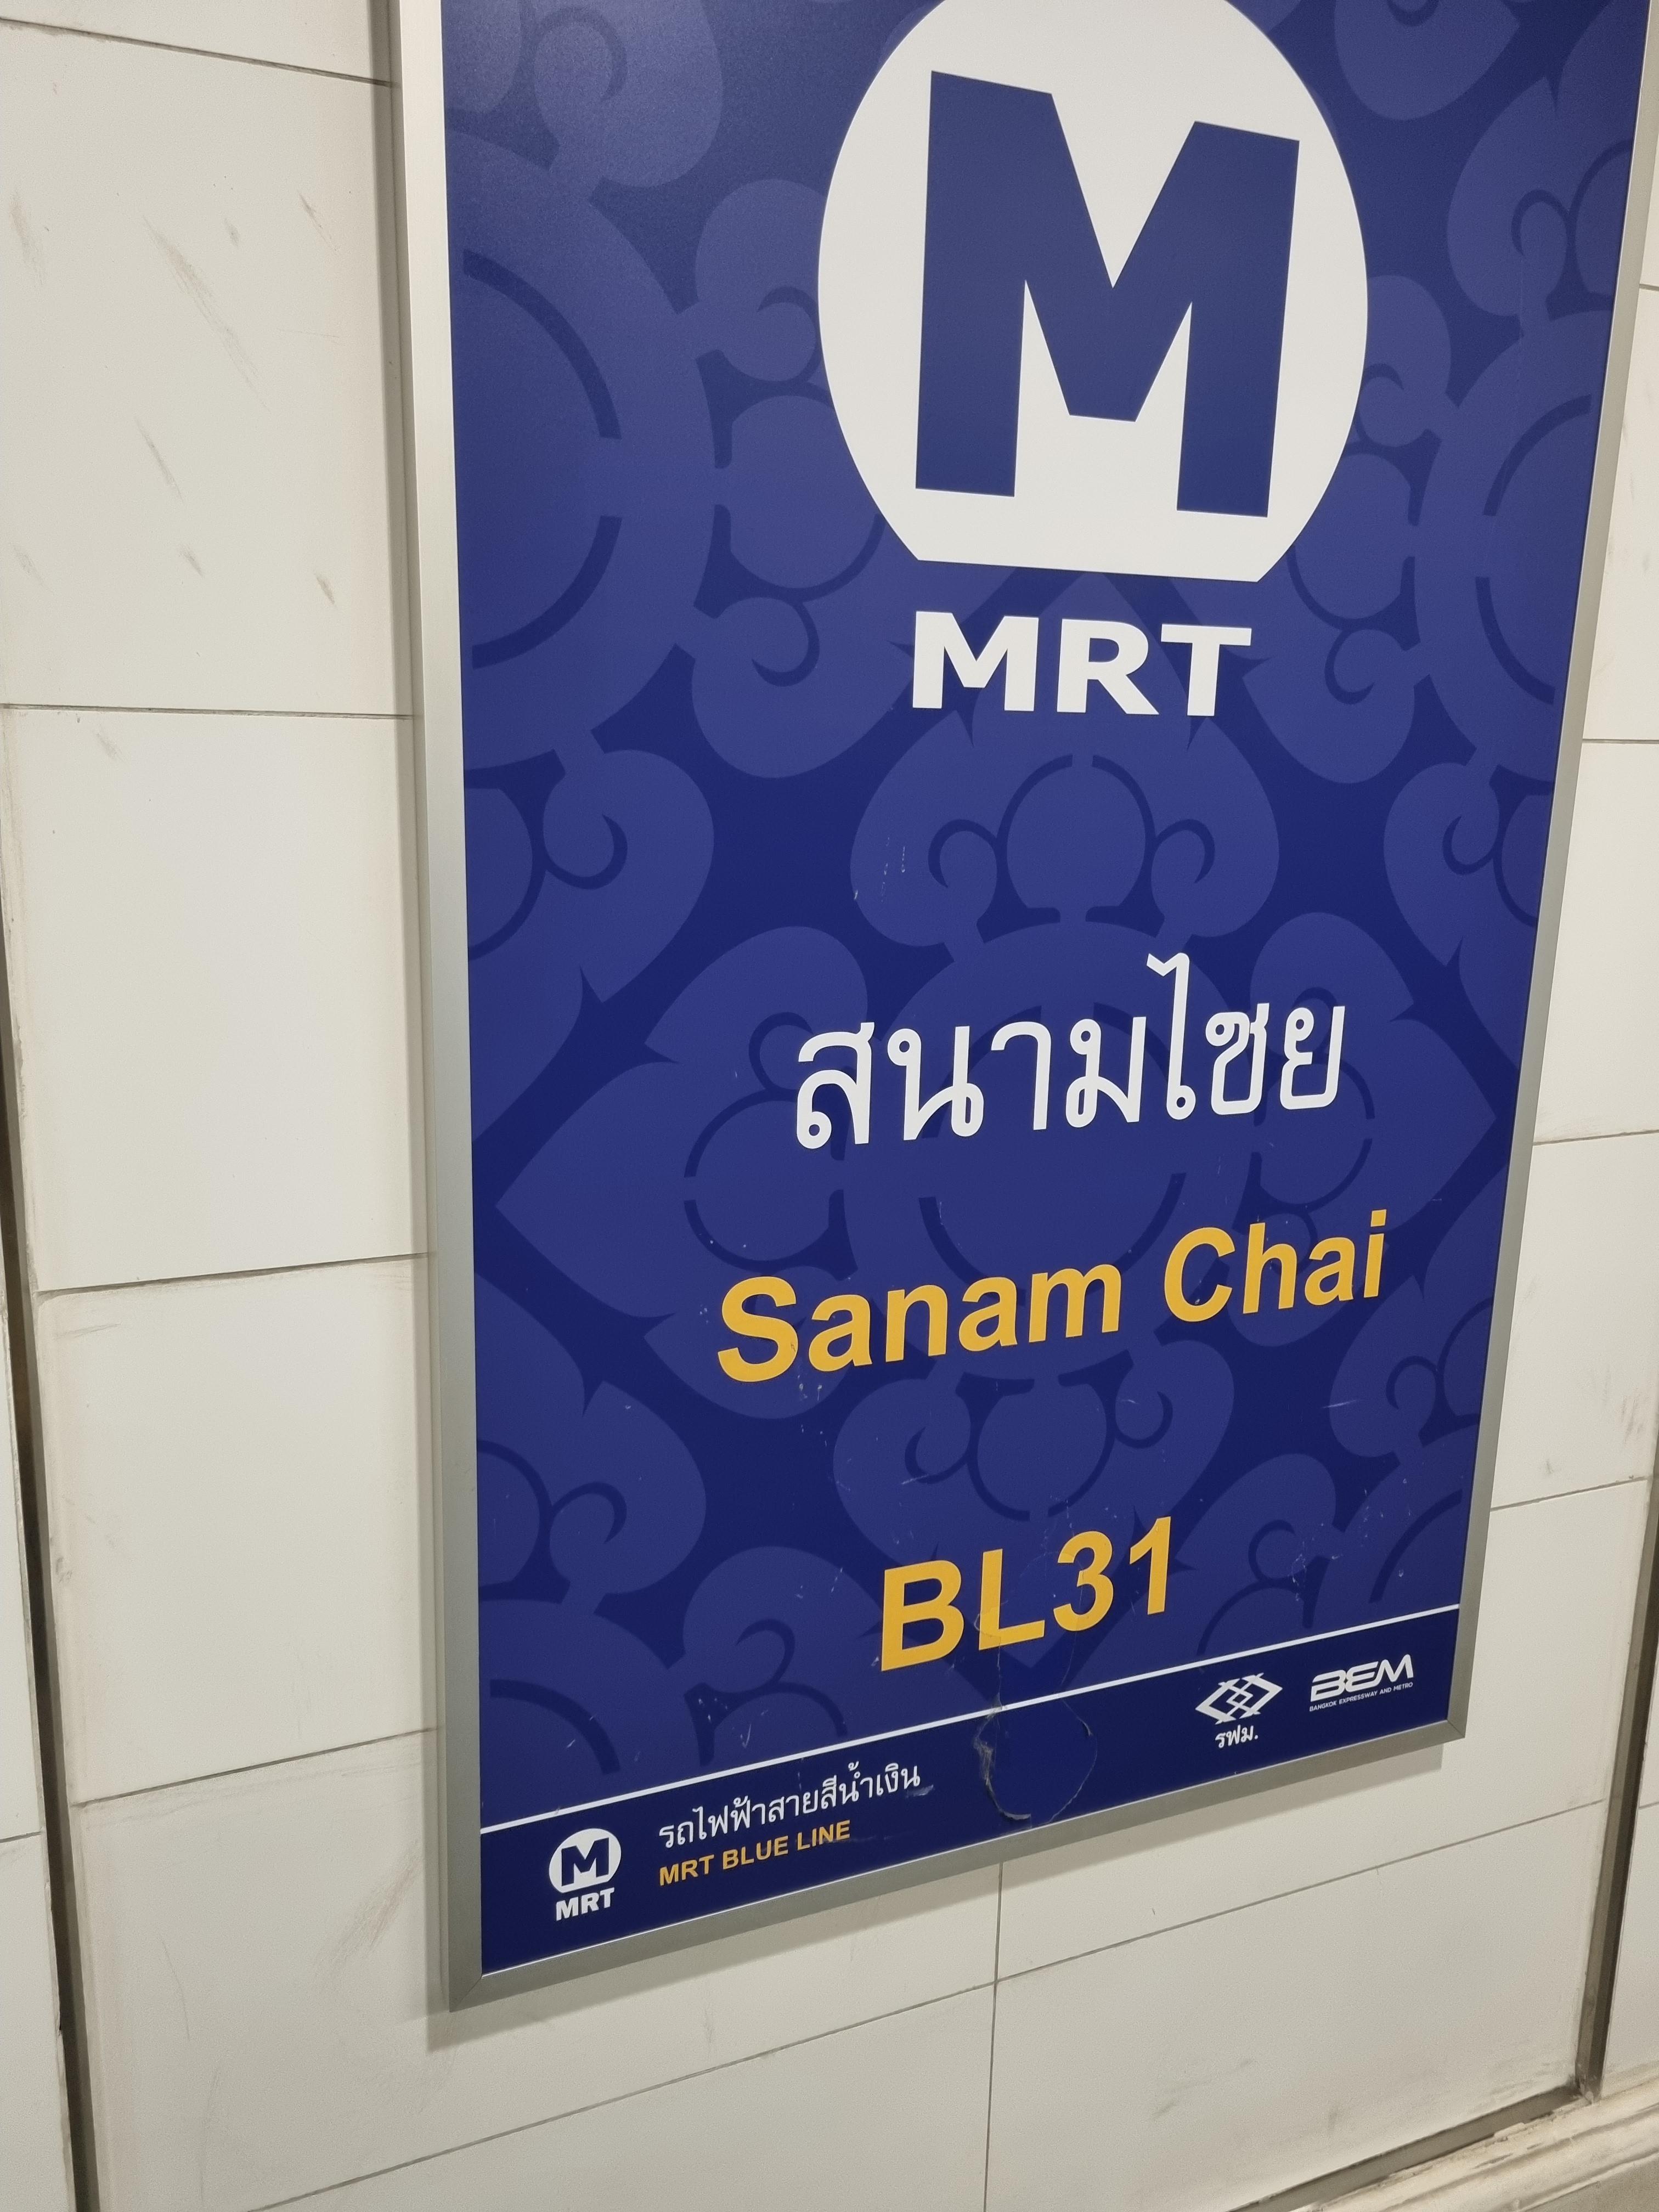 M
MRT
สนามไชย
Sanam Chai
BL31
M
MRT
รถไฟฟ้าสายสีน้ำเงิน
MRT BLUE LINE
รฟม.
BEM
BANGKOK EXPRESSWAY AND METRO